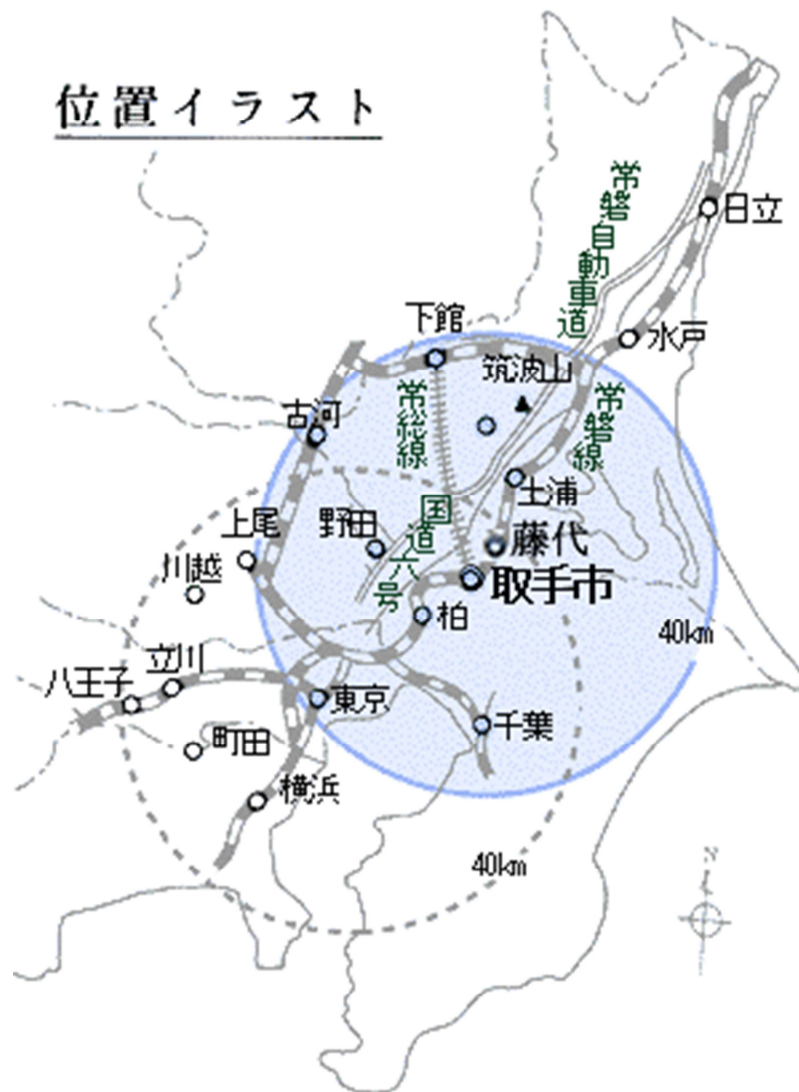 位置イラスト
常磐自動車道
日立
下館
水戸
筑波山
常総線
常磐線
古河
土浦
国道六号
上尾
野田
藤代
川越
取手市
柏
40km
立川
八王子
東京
千葉
町田
横浜
40km
N